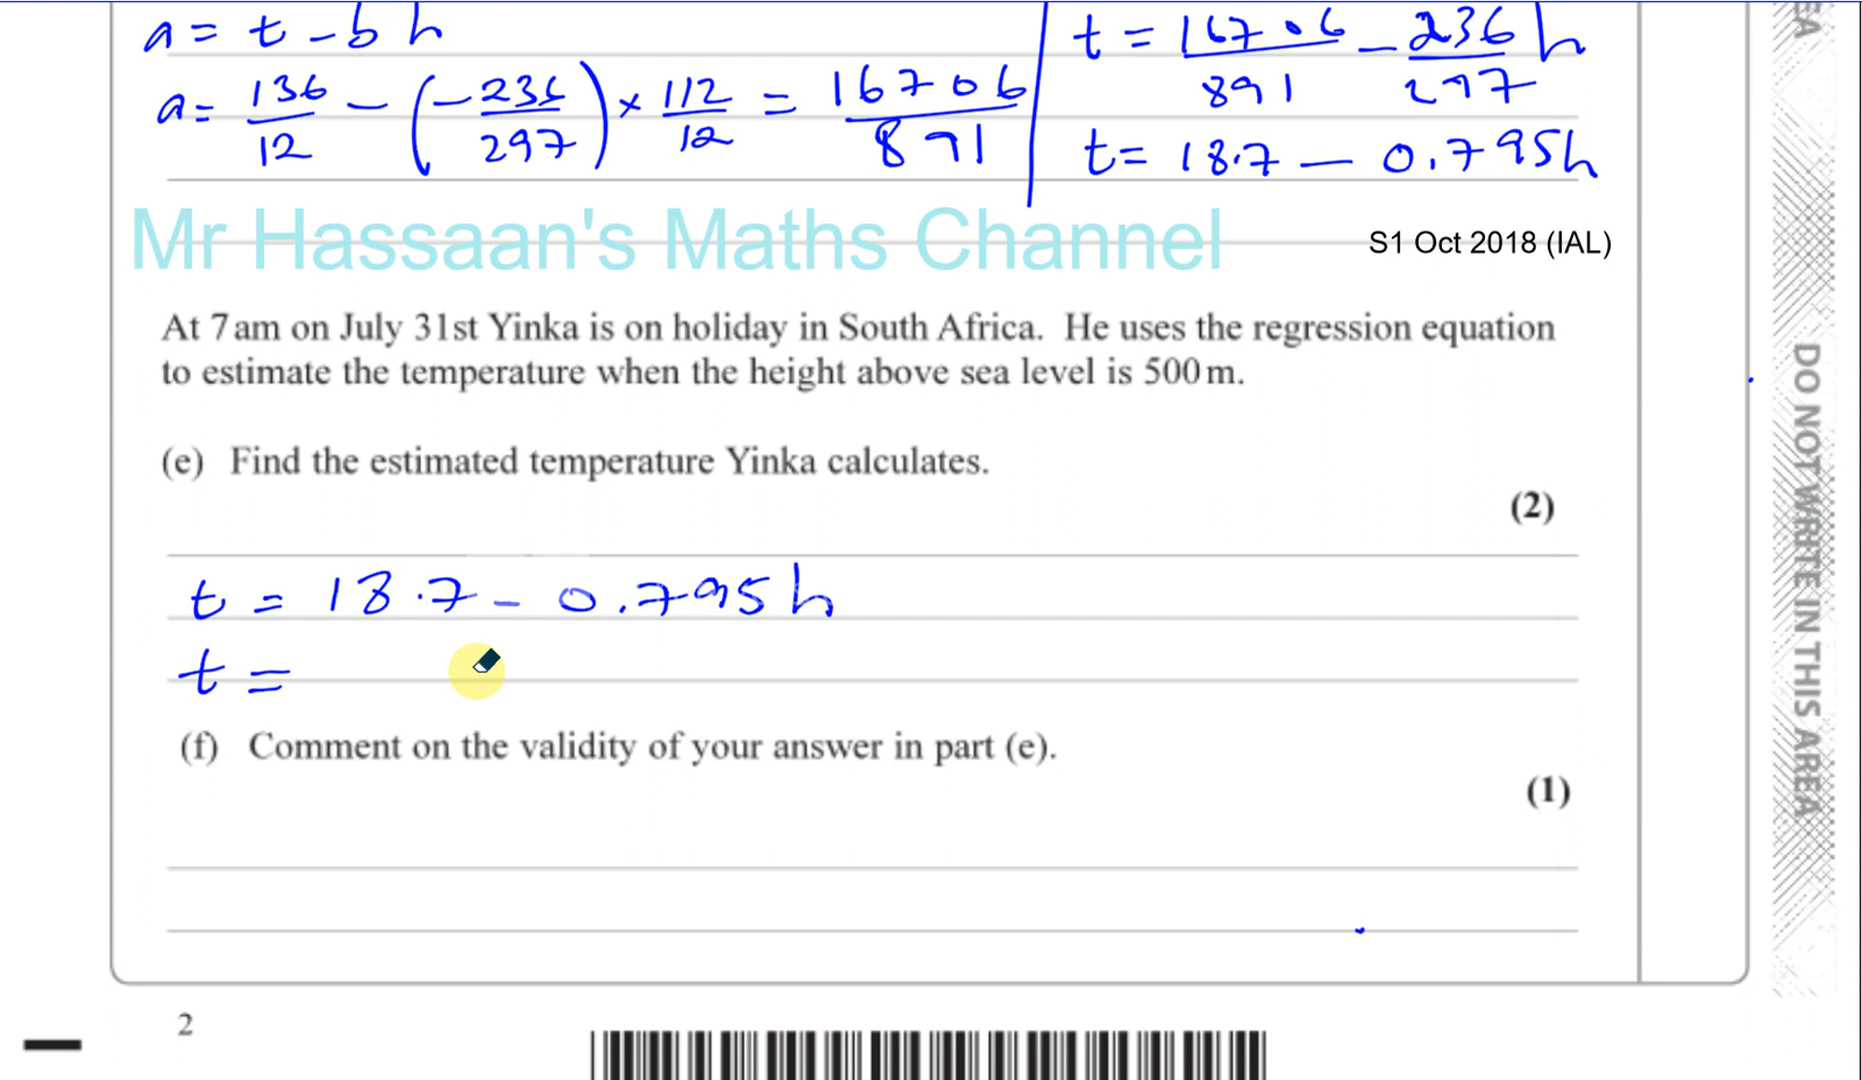 a = t - b h
a = 136/12 - (-236/297) × 112/12 = 16706/891
t = 16706/891 - 236/297 h
t = 18.7 - 0.795h
Mr Hassaan's Maths Channel
S1 Oct 2018 (IAL)
At 7 am on July 31st Yinka is on holiday in South Africa. He uses the regression equation
to estimate the temperature when the height above sea level is 500 m.
(e) Find the estimated temperature Yinka calculates.
(2)
t = 18.7 - 0.795h
t =
(f) Comment on the validity of your answer in part (e).
(1)
2
EA
DO NOT WRITE IN THIS AREA